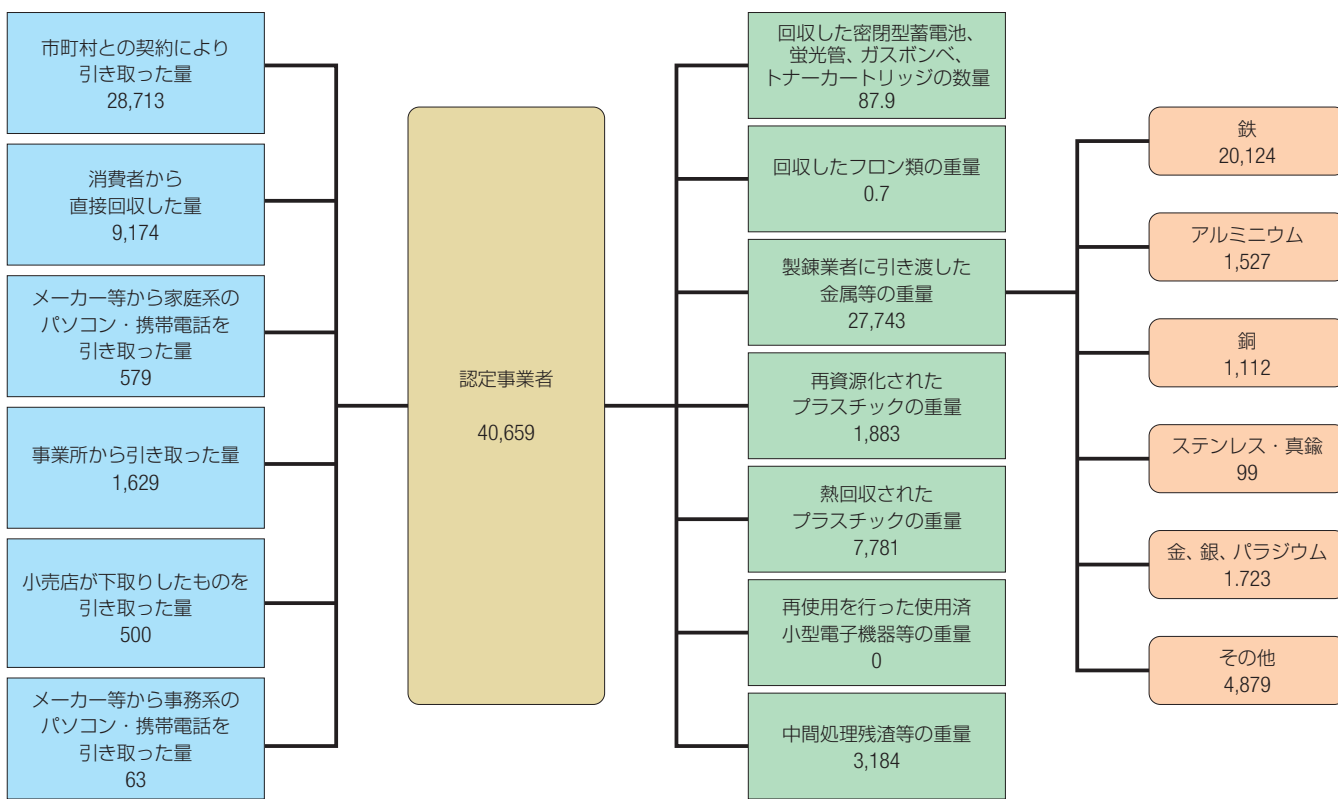 市町村との契約により
引き取った量
28,713
消費者から
直接回収した量
9,174
メーカー等から家庭系の
パソコン・携帯電話を
引き取った量
579
事業所から引き取った量
1,629
小売店が下取りしたものを
引き取った量
500
メーカー等から事務系の
パソコン・携帯電話を
引き取った量
63
認定事業者
40,659
回収した密閉型蓄電池、
蛍光管、ガスボンベ、
トナーカートリッジの数量
87.9
回収したフロン類の重量
0.7
製錬業者に引き渡した
金属等の重量
27,743
再資源化された
プラスチックの重量
1,883
熱回収された
プラスチックの重量
7,781
再使用を行った使用済
小型電子機器等の重量
0
中間処理残渣等の重量
3,184
鉄
20,124
アルミニウム
1,527
銅
1,112
ステンレス・真鍮
99
金、銀、パラジウム
1.723
その他
4,879